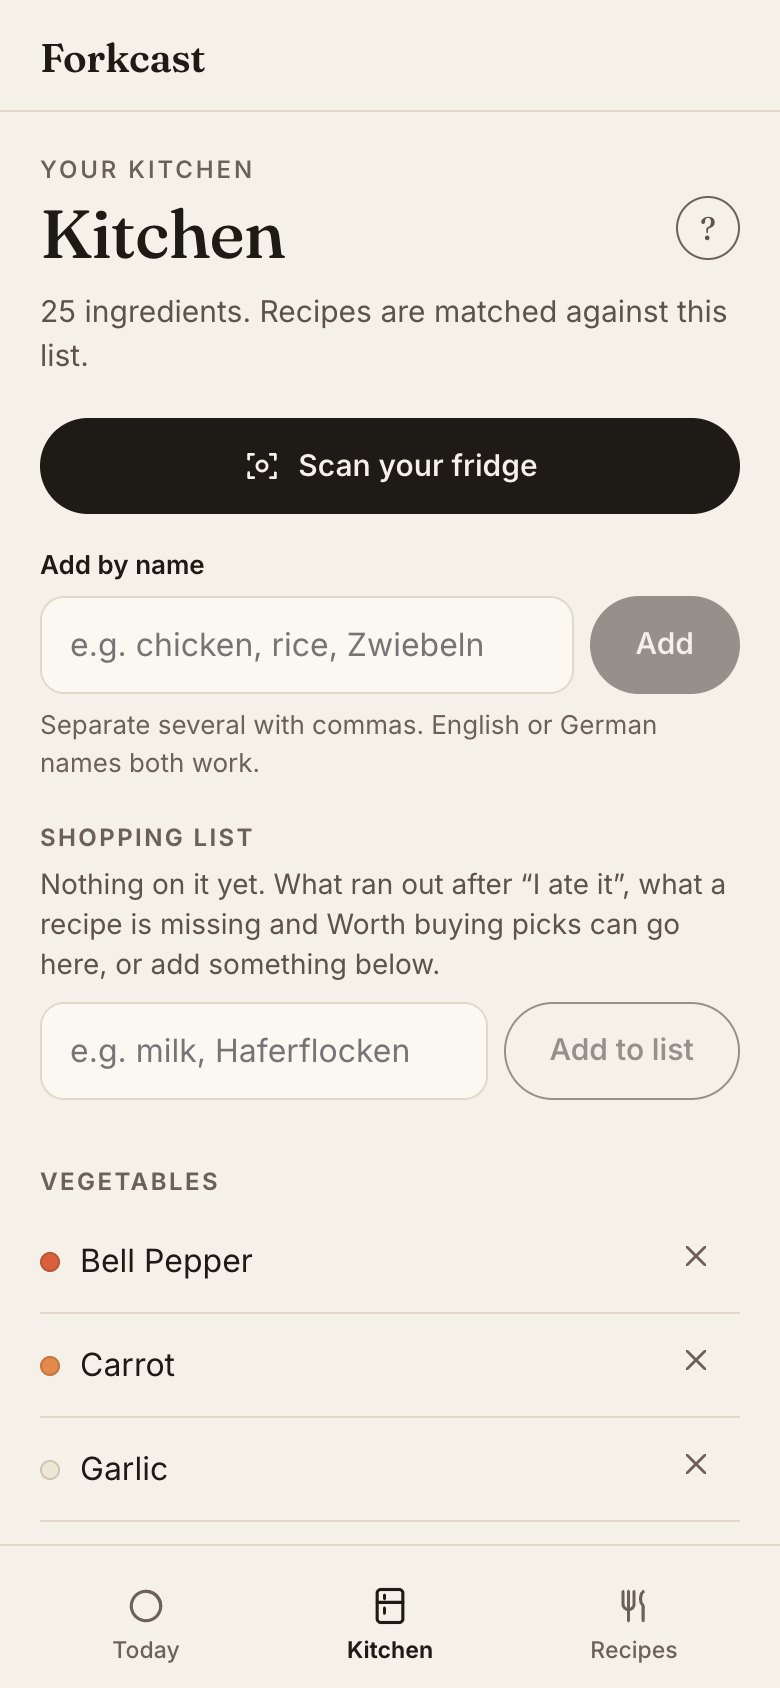 Forkcast
YOUR KITCHEN
Kitchen
?
25 ingredients. Recipes are matched against this
list.
Scan your fridge
Add by name
e.g. chicken, rice, Zwiebeln
Add
Separate several with commas. English or German
names both work.
SHOPPING LIST
Nothing on it yet. What ran out after “I ate it”, what a
recipe is missing and Worth buying picks can go
here, or add something below.
e.g. milk, Haferflocken
Add to list
VEGETABLES
Bell Pepper
Carrot
Garlic
Today
Kitchen
Recipes